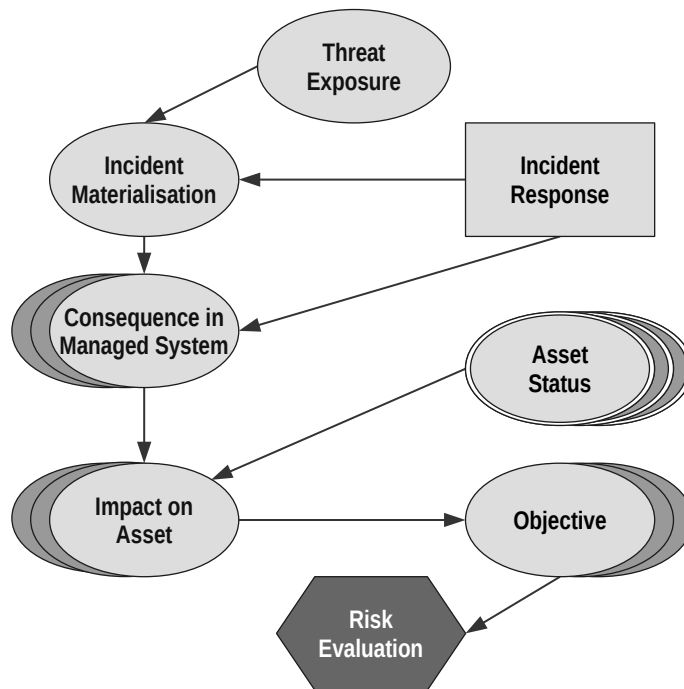 Threat
Exposure
Incident
Materialisation
Incident
Response
Consequence in
Managed System
Asset
Status
Impact on
Asset
Objective
Risk
Evaluation